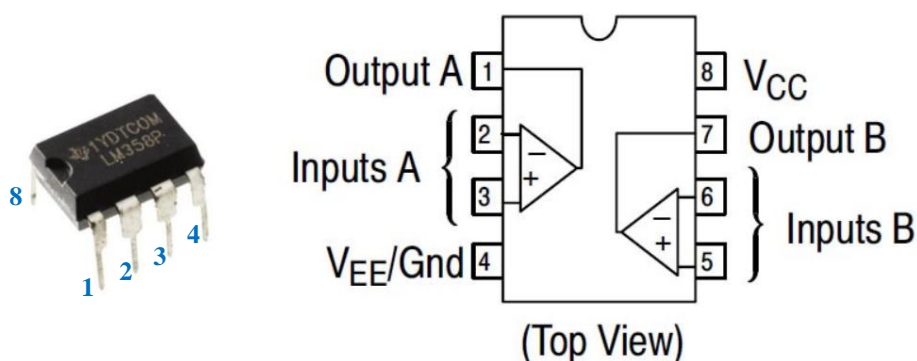 1YDTCOM
LM358P
8
1
2
3
4
Output A 1
8 VCC
2
7 Output B
Inputs A
3
6
Inputs B
VEE/Gnd 4
5
−
+
−
+
(Top View)